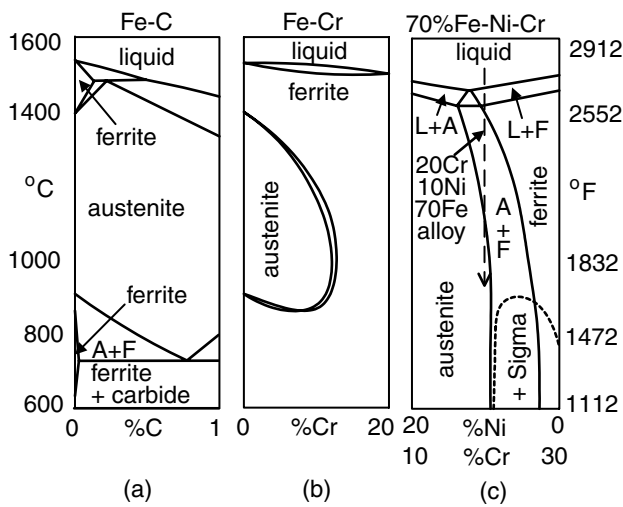 Fe-C
1600
liquid
ferrite
1400
°C
1200
austenite
1000
ferrite
800
A+F
ferrite
+ carbide
600
0
%C
1
(a)
Fe-Cr
liquid
ferrite
austenite
0
%Cr
20
(b)
70%Fe-Ni-Cr
liquid
2912
L+A
L+F
2552
20Cr
10Ni
70Fe
alloy
A
+
F
ferrite
°F
1832
austenite
+ Sigma
1472
1112
20
%Ni
0
10
%Cr
30
(c)